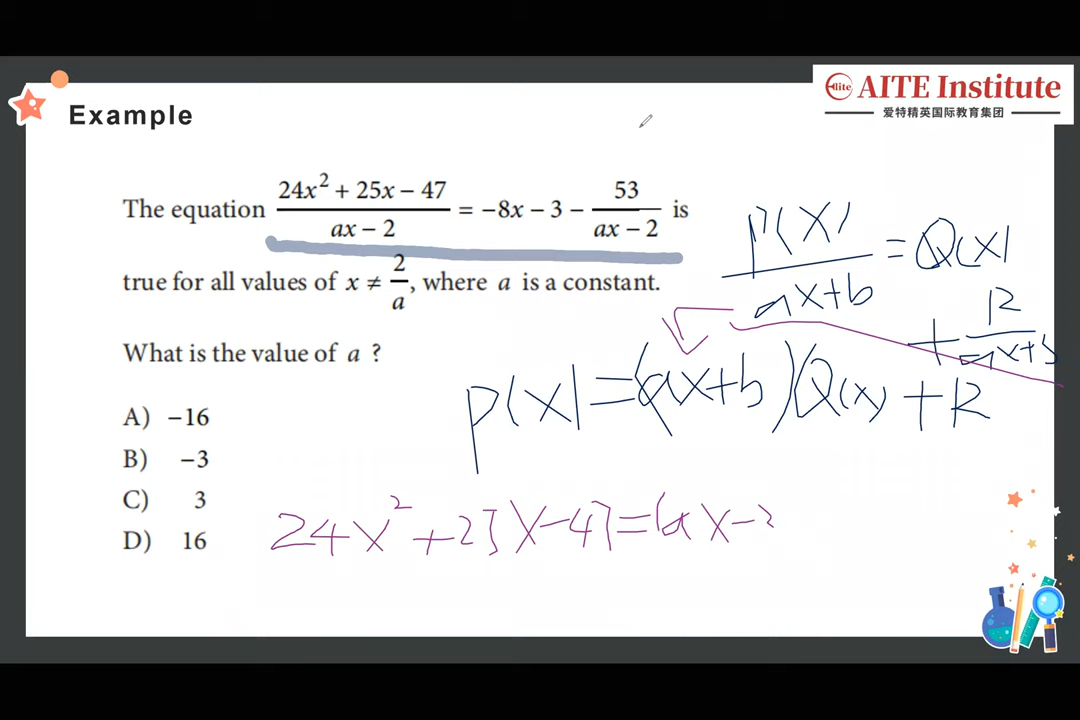 AITE Institute
爱特精英国际教育集团
Example
The equation (24x² + 25x − 47)/(ax − 2) = −8x − 3 − 53/(ax − 2) is
true for all values of x ≠ 2/a, where a is a constant.
What is the value of a ?
A) −16
B) −3
C) 3
D) 16
P(X)/(ax+b) = Q(X) + R/(ax+b)
P(X) = (ax+b)Q(x) + R
24x² + 25x − 47 = (ax −